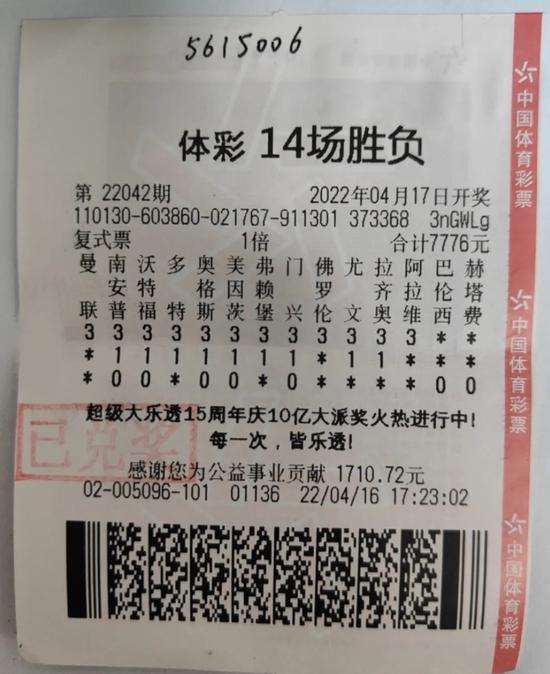 5615006
体彩 14场胜负
第 22042期 2022年04月17日开奖
110130-603860-021767-911301 373368 3nGWLg
复式票 1倍 合计7776元
曼 南 沃 多 奥 美 弗 门 佛 尤 拉 阿 巴 赫
安 特 格 因 赖 罗 齐 拉 伦 塔
联 普 福 特 斯 茨 堡 兴 伦 文 奥 维 西 费
3 3 3 3 3 3 3 3 3 3 3 3 * *
* 1 1 1 1 1 1 1 * 1 1 * * *
* 0 0 * 0 0 * 0 * * * * 0 0
超级大乐透15周年庆10亿大派奖火热进行中!
每一次，皆乐透!
已兑奖
感谢您为公益事业贡献 1710.72元
02-005096-101 01136 22/04/16 17:23:02
中国体育彩票
中国体育彩票
中国体育彩票